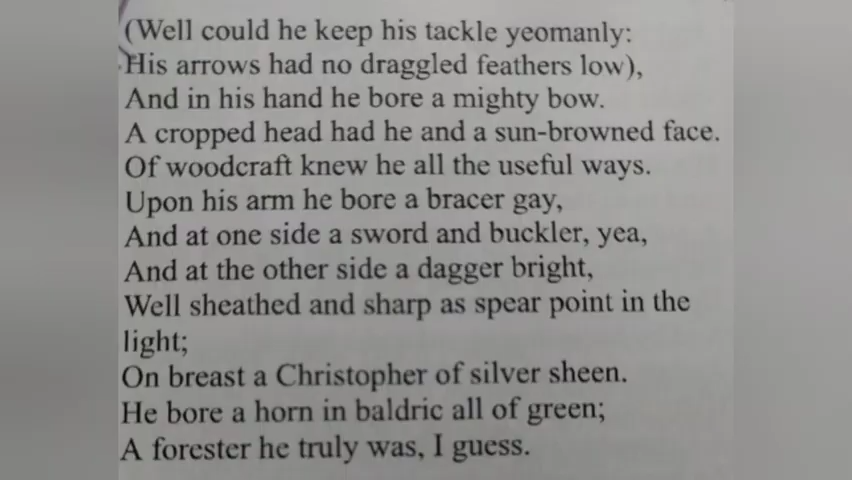 (Well could he keep his tackle yeomanly:
His arrows had no draggled feathers low),
And in his hand he bore a mighty bow.
A cropped head had he and a sun-browned face.
Of woodcraft knew he all the useful ways.
Upon his arm he bore a bracer gay,
And at one side a sword and buckler, yea,
And at the other side a dagger bright,
Well sheathed and sharp as spear point in the
light;
On breast a Christopher of silver sheen.
He bore a horn in baldric all of green;
A forester he truly was, I guess.